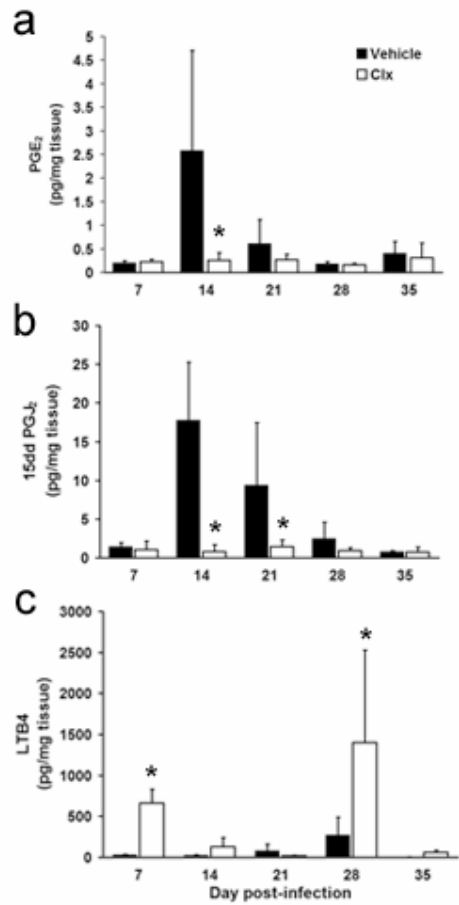 a
5
4.5
4
3.5
3
2.5
2
1.5
1
0.5
0
PGE₂
(pg/mg tissue)
Vehicle
Clx
*
7 14 21 28 35
b
30
25
20
15
10
5
0
15dd PGJ₂
(pg/mg tissue)
* *
7 14 21 28 35
c
3000
2500
2000
1500
1000
500
0
LTB4
(pg/mg tissue)
* *
7 14 21 28 35
Day post-infection